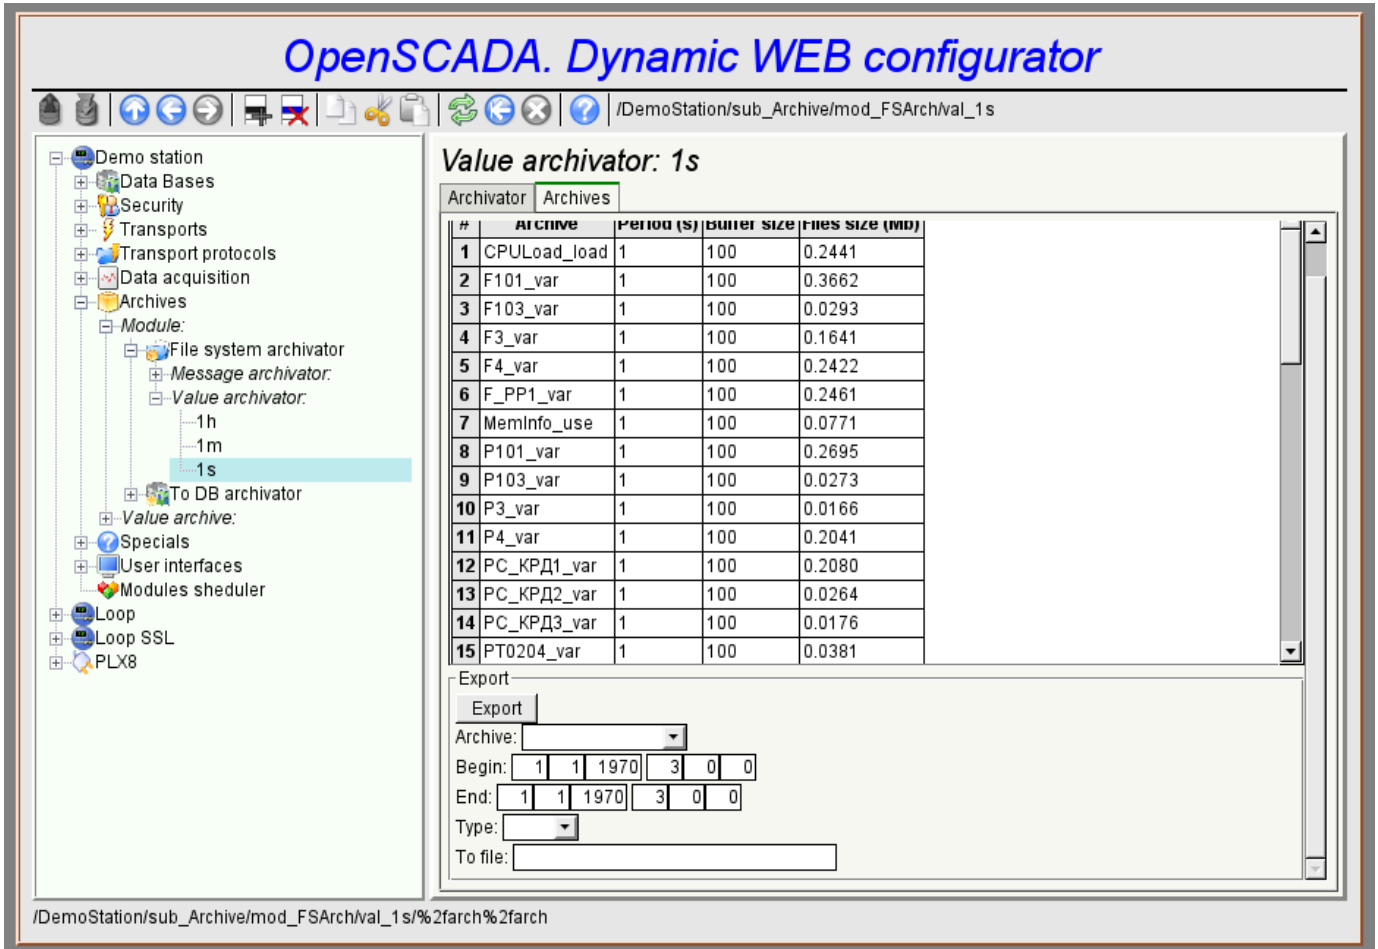 OpenSCADA. Dynamic WEB configurator
/DemoStation/sub_Archive/mod_FSArch/val_1s
Demo station
Data Bases
Security
Transports
Transport protocols
Data acquisition
Archives
Module:
File system archivator
Message archivator:
Value archivator:
1h
1m
1s
To DB archivator
Value archive:
Specials
User interfaces
Modules sheduler
Loop
Loop SSL
PLX8
Value archivator: 1s
Archivator Archives
# Archive Period (s) Buffer size Files size (Mb)
1 CPULoad_load 1 100 0.2441
2 F101_var 1 100 0.3662
3 F103_var 1 100 0.0293
4 F3_var 1 100 0.1641
5 F4_var 1 100 0.2422
6 F_PP1_var 1 100 0.2461
7 MemInfo_use 1 100 0.0771
8 P101_var 1 100 0.2695
9 P103_var 1 100 0.0273
10 P3_var 1 100 0.0166
11 P4_var 1 100 0.2041
12 PC_КРД1_var 1 100 0.2080
13 PC_КРД2_var 1 100 0.0264
14 PC_КРД3_var 1 100 0.0176
15 PT0204_var 1 100 0.0381
Export
Export
Archive:
Begin: 1 1 1970 3 0 0
End: 1 1 1970 3 0 0
Type:
To file:
/DemoStation/sub_Archive/mod_FSArch/val_1s/%2farch%2farch